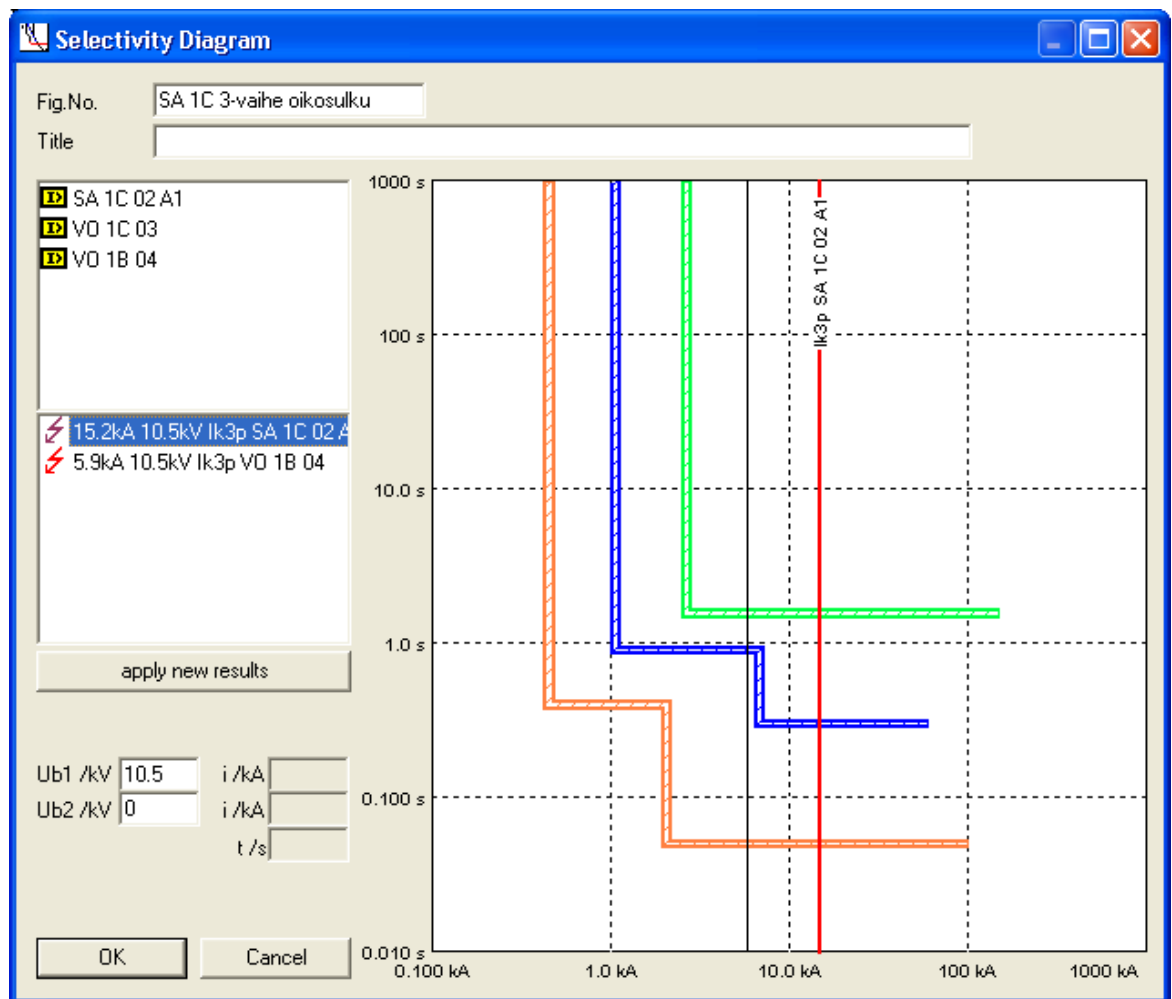 Selectivity Diagram
Fig.No.
SA 1C 3-vaihe oikosulku
Title
SA 1C 02 A1
VO 1C 03
VO 1B 04
15.2kA 10.5kV Ik3p SA 1C 02 A
5.9kA 10.5kV Ik3p VO 1B 04
apply new results
Ub1 /kV 10.5 i /kA
Ub2 /kV 0 i /kA
t /s
OK
Cancel
1000 s
100 s
10.0 s
1.0 s
0.100 s
0.010 s
0.100 kA
1.0 kA
10.0 kA
100 kA
1000 kA
Ik3p SA 1C 02 A1